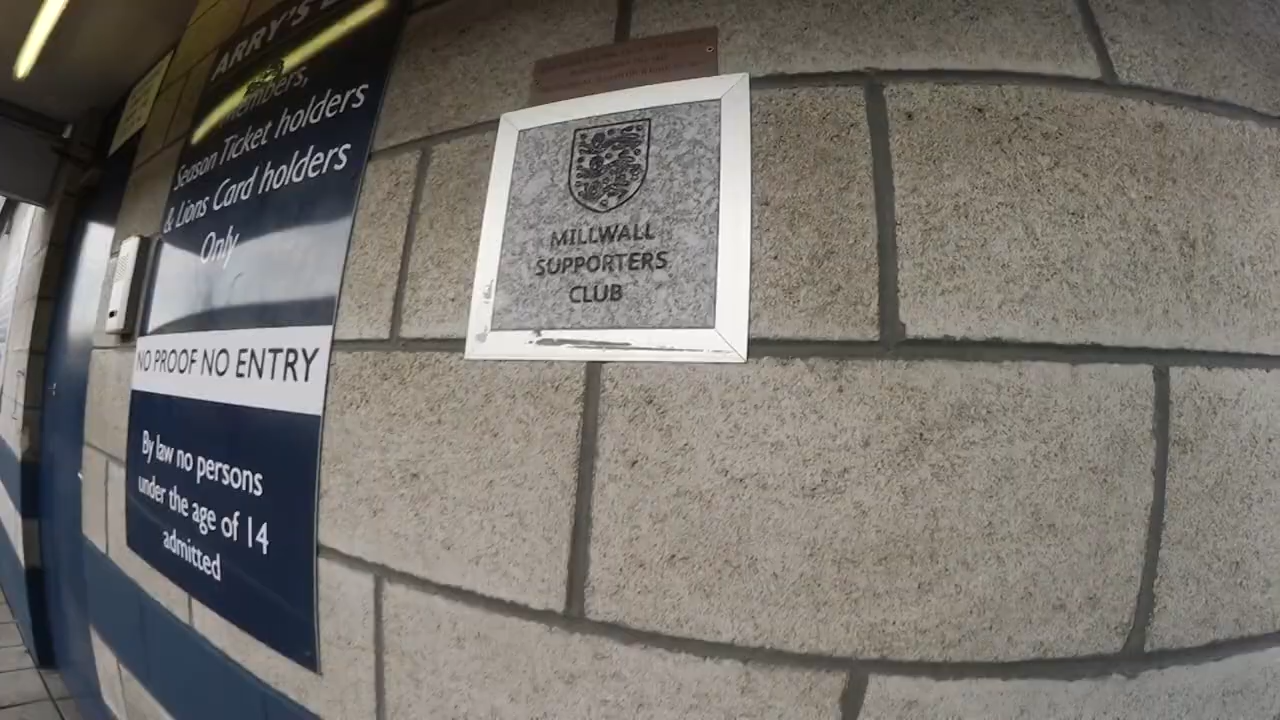 ARRY'S
Members,
Season Ticket holders
& Lions Card holders
Only
NO PROOF NO ENTRY
By law no persons
under the age of 14
admitted
MILLWALL
SUPPORTERS
CLUB